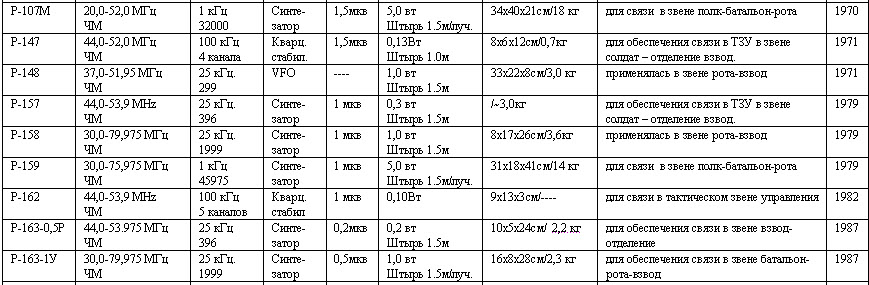 Р-107М 20,0-52,0 МГц 1 кГц Синте- 1,5мкв 5,0 вт 34х40х21см/18 кг для связи в звене полк-батальон-рота 1970
ЧМ 32000 затор Штырь 1.5м/луч.
Р-147 44,0-52,0 МГц 100 кГц Кварц. 1,5мкв 0,13Вт 8х6х12см/0,7кг для обеспечения связи в ТЗУ в звене 1971
ЧМ 4 канала стабил. Штырь 1.0м солдат – отделение взвод.
Р-148 37,0-51,95 МГц 25 кГц. VFO ---- 1,0 вт 33х22х8см/3,0 кг применялась в звене рота-взвод 1971
ЧМ 299 Штырь 1.5м
Р-157 44,0-53,9 MHz 25 кГц. Синте- 1 мкв 0,3 вт /~3,0кг для обеспечения связи в ТЗУ в звене 1979
ЧМ 396 затор Штырь 1.5м солдат – отделение взвод.
Р-158 30,0-79,975 МГц 25 кГц. Синте- 1 мкв 1,0 вт 8х17х26см/3,6кг применялась в звене рота-взвод 1979
ЧМ 1999 затор Штырь 1.5м
Р-159 30,0-75,975 МГц 1 кГц Синте- 1 мкв 5,0 вт 31х18х41см/14 кг для связи в звене полк-батальон-рота 1979
ЧМ 45975 затор Штырь 1.5м/луч.
Р-162 44,0-53,9 MHz 100 кГц Кварц. 1 мкв 0,10Вт 9х13х3см/---- для связи в тактическом звене управления 1982
ЧМ 5 каналов стабил
Р-163-0,5Р 44,0-53.975 МГц 25 кГц Синте- 0,2мкв 0,2 вт 10х5х24см/ 2,2 кг для обеспечения связи в звене взвод- 1987
ЧМ 396 затор Штырь 1.5м отделение
Р-163-1У 30,0-79,975 МГц 25 кГц. Синте- 0,5мкв 1,0 вт 16х8х28см/2,3 кг для обеспечения связи в звене батальон- 1987
ЧМ 1999 затор Штырь 1.5м/луч. рота-взвод